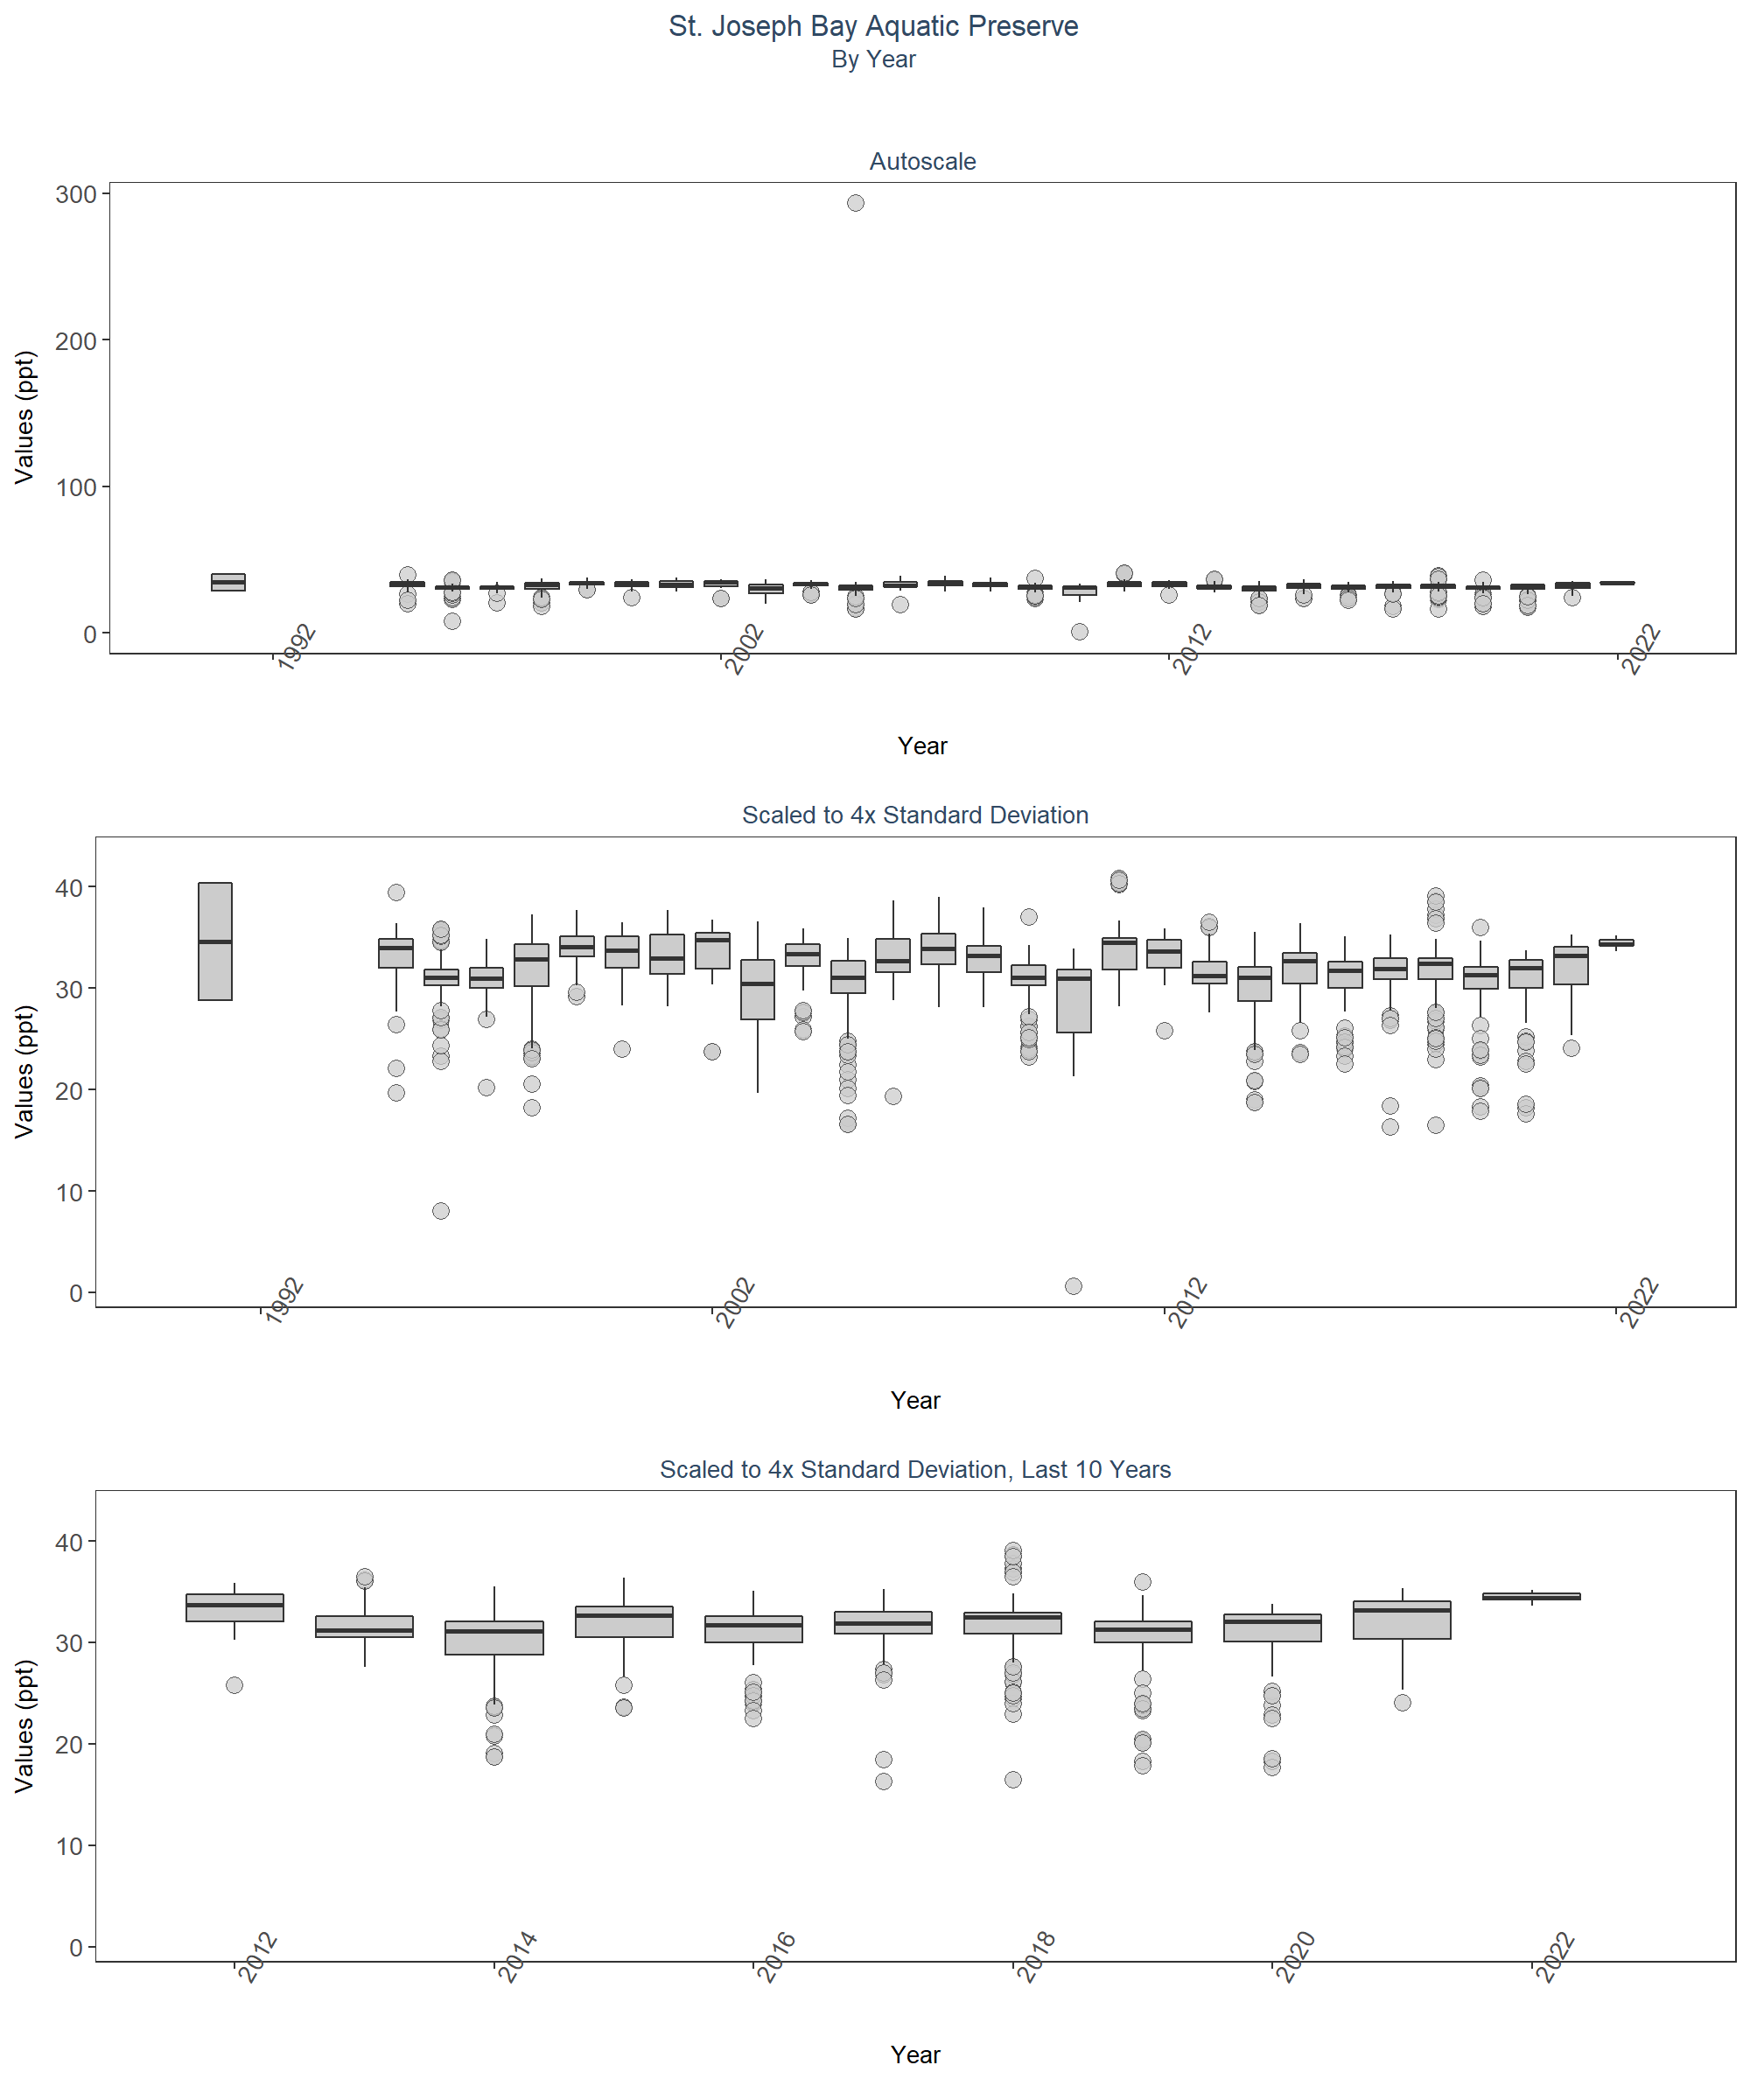 St. Joseph Bay Aquatic Preserve
By Year
Autoscale
Values (ppt)
300
200
100
0
1992
2002
2012
2022
Year
Scaled to 4x Standard Deviation
Values (ppt)
40
30
20
10
0
1992
2002
2012
2022
Year
Scaled to 4x Standard Deviation, Last 10 Years
Values (ppt)
40
30
20
10
0
2012
2014
2016
2018
2020
2022
Year